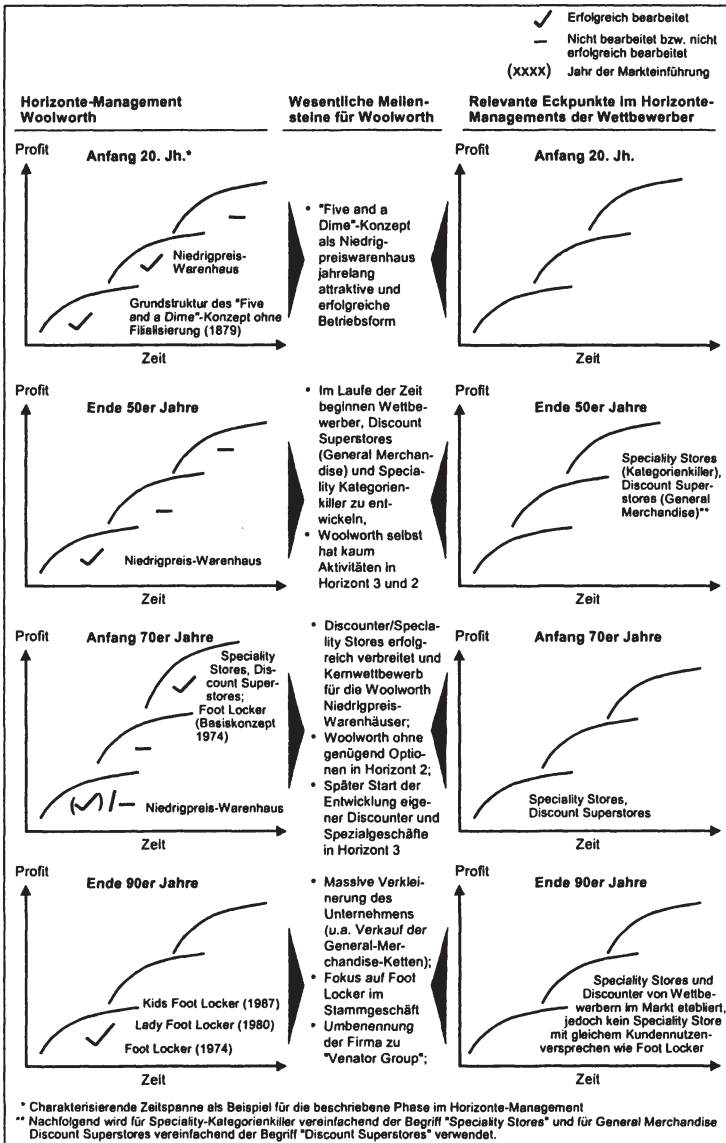 Erfolgreich bearbeitet
Nicht bearbeitet bzw. nicht
erfolgreich bearbeitet
(xxxx) Jahr der Markteinführung
Horizonte-Management
Woolworth
Wesentliche Meilen-
steine für Woolworth
Relevante Eckpunkte im Horizonte-
Managements der Wettbewerber
Profit
Anfang 20. Jh.*
Niedrigpreis-
Warenhaus
Grundstruktur des "Five
and a Dime"-Konzept ohne
Filialisierung (1879)
Zeit
• "Five and a
Dime"-Konzept
als Niedrig-
preiswarenhaus
jahrelang
attraktive und
erfolgreiche
Betriebsform
Profit
Anfang 20. Jh.
Zeit
Profit
Ende 50er Jahre
Niedrigpreis-Warenhaus
Zeit
• Im Laufe der Zeit
beginnen Wettbe-
werber, Discount
Superstores
(General Merchan-
dise) und Specia-
lity Kategorien-
killer zu ent-
wickeln,
• Woolworth selbst
hat kaum
Aktivitäten in
Horizont 3 und 2
Profit
Ende 50er Jahre
Speciality Stores
(Kategorienkiller),
Discount Super-
stores (General
Merchandise)**
Zeit
Profit
Anfang 70er Jahre
Speciality
Stores, Dis-
count Super-
stores;
Foot Locker
(Basiskonzept
1974)
Niedrigpreis-Warenhaus
Zeit
• Discounter/Specia-
lity Stores erfolg-
reich verbreitet und
Kernwettbewerb
für die Woolworth
Niedrigpreis-
Warenhäuser;
• Woolworth ohne
genügend Optio-
nen in Horizont 2;
• Später Start der
Entwicklung eige-
ner Discounter und
Spezialgeschäfte
in Horizont 3
Profit
Anfang 70er Jahre
Speciality Stores,
Discount Superstores
Zeit
Profit
Ende 90er Jahre
Kids Foot Locker (1987)
Lady Foot Locker (1980)
Foot Locker (1974)
Zeit
• Massive Verklei-
nerung des
Unternehmens
(u.a. Verkauf der
General-Mer-
chandise-Ketten);
• Fokus auf Foot
Locker im
Stammgeschäft
• Umbenennung
der Firma zu
"Venator Group";
Profit
Ende 90er Jahre
Speciality Stores und
Discounter von Wettbe-
werbern im Markt etabliert,
jedoch kein Speciality Store
mit gleichem Kundennutzen-
versprechen wie Foot Locker
Zeit
* Charakterisierende Zeitspanne als Beispiel für die beschriebene Phase im Horizonte-Management
** Nachfolgend wird für Speciality-Kategorienkiller vereinfachend der Begriff "Speciality Stores" und für General Merchandise
Discount Superstores vereinfachend der Begriff "Discount Superstores" verwendet.